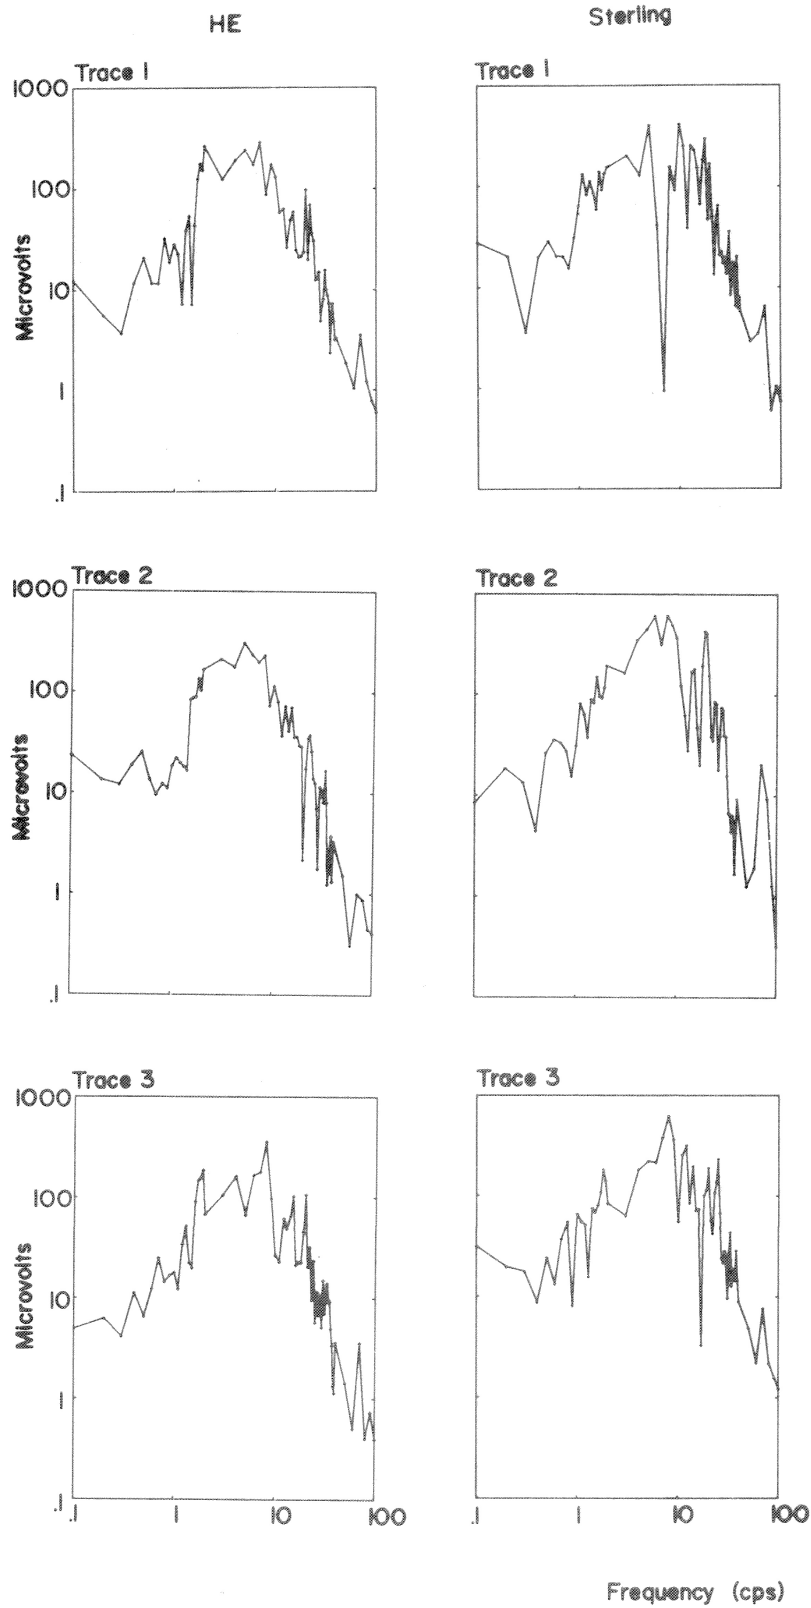 HE Sterling
Trace 1 Trace 1
1000
100
10
1
.1
Microvolts
Trace 2 Trace 2
1000
100
10
1
.1
Microvolts
Trace 3 Trace 3
1000
100
10
1
.1
Microvolts
.1 1 10 100 .1 1 10 100
Frequency (cps)